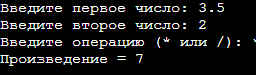 Введите первое число: 3.5
Введите второе число: 2
Введите операцию (* или /): *
Произведение = 7